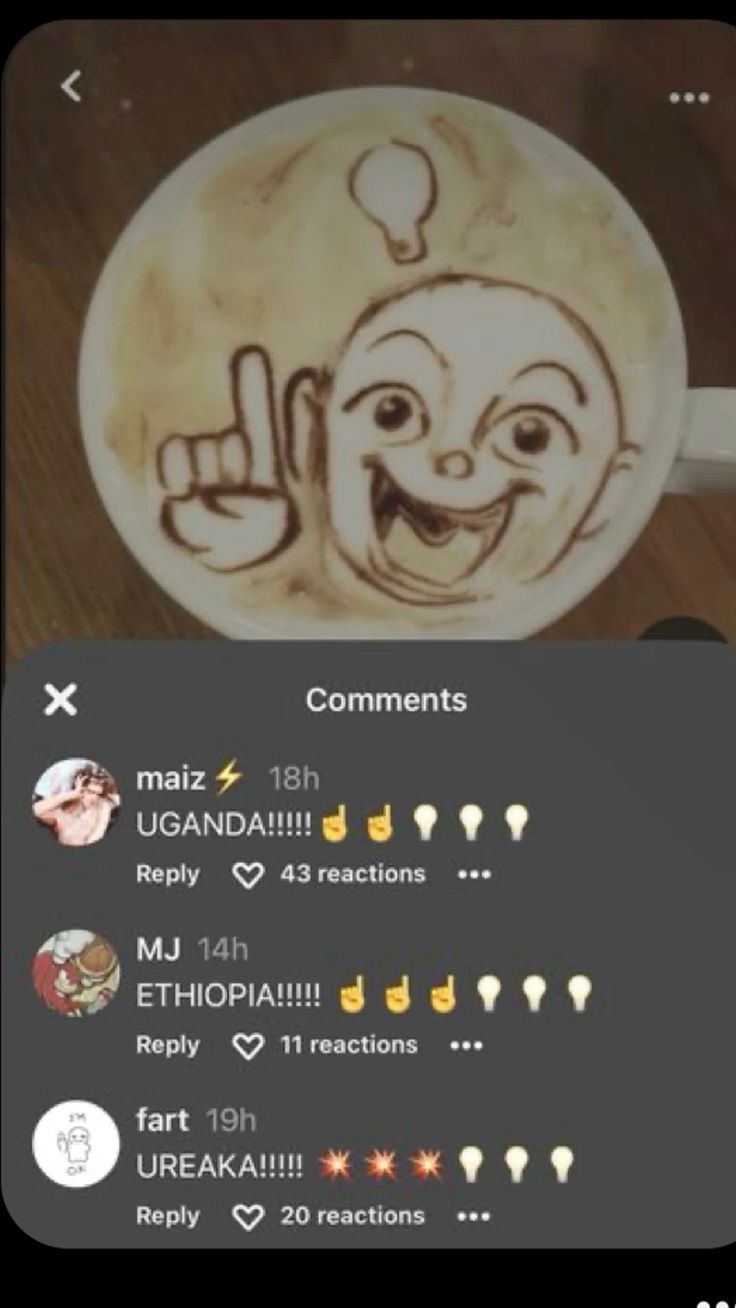 Comments
maiz⚡ 18h
UGANDA!!!!!☝️☝️💡💡💡
Reply 43 reactions
MJ 14h
ETHIOPIA!!!!! ☝️☝️☝️💡💡💡
Reply 11 reactions
I'M
OK
fart 19h
UREAKA!!!!! 💥💥💥💡💡💡
Reply 20 reactions